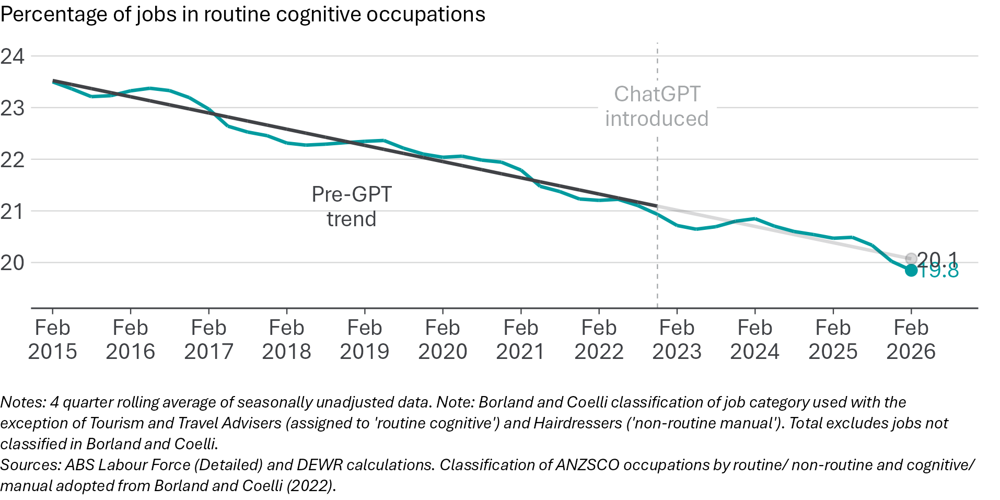 Percentage of jobs in routine cognitive occupations
24
23
22
21
20
ChatGPT
introduced
Pre-GPT
trend
20.1
19.8
Feb
2015
Feb
2016
Feb
2017
Feb
2018
Feb
2019
Feb
2020
Feb
2021
Feb
2022
Feb
2023
Feb
2024
Feb
2025
Feb
2026
Notes: 4 quarter rolling average of seasonally unadjusted data. Note: Borland and Coelli classification of job category used with the
exception of Tourism and Travel Advisers (assigned to 'routine cognitive') and Hairdressers ('non-routine manual'). Total excludes jobs not
classified in Borland and Coelli.
Sources: ABS Labour Force (Detailed) and DEWR calculations. Classification of ANZSCO occupations by routine/ non-routine and cognitive/
manual adopted from Borland and Coelli (2022).